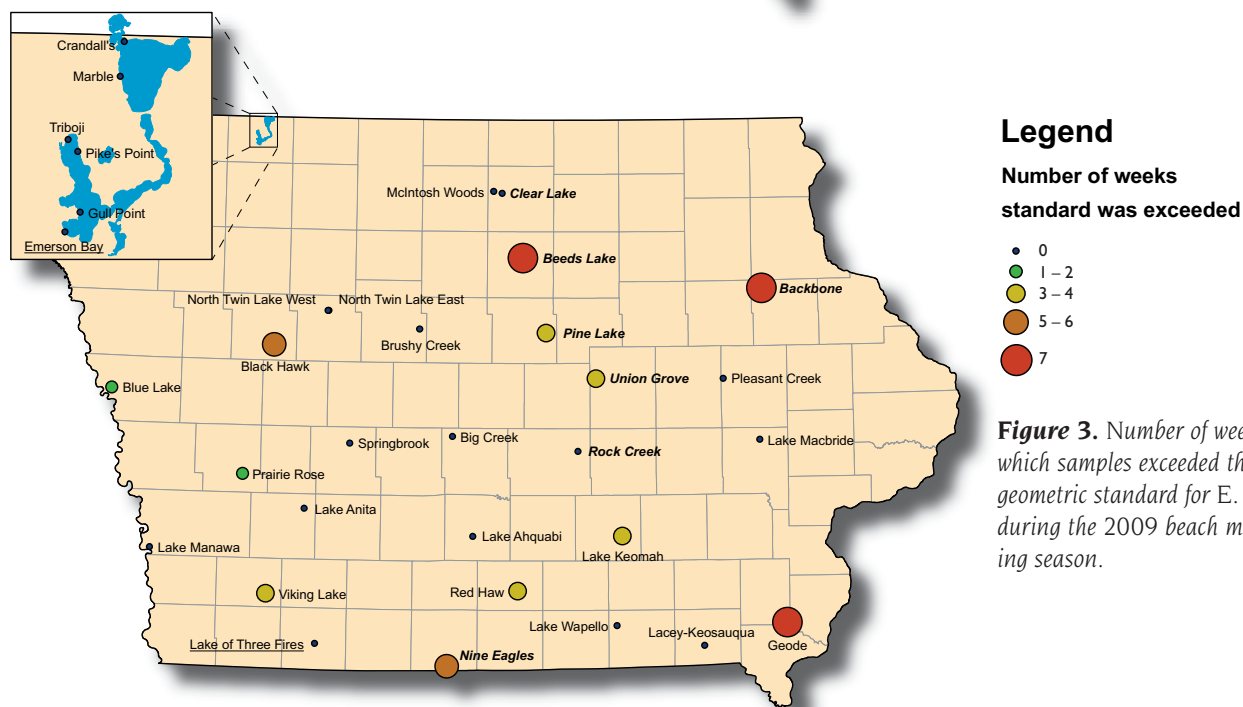 Crandall's
Marble
Triboji
Pike's Point
Gull Point
Emerson Bay
McIntosh Woods
Clear Lake
Beeds Lake
Backbone
North Twin Lake West
North Twin Lake East
Brushy Creek
Pine Lake
Black Hawk
Blue Lake
Union Grove
Pleasant Creek
Springbrook
Big Creek
Rock Creek
Lake Macbride
Prairie Rose
Lake Anita
Lake Ahquabi
Lake Keomah
Lake Manawa
Viking Lake
Red Haw
Lake Wapello
Lacey-Keosauqua
Geode
Lake of Three Fires
Nine Eagles
Legend
Number of weeks
standard was exceeded
0
1 – 2
3 – 4
5 – 6
7
Figure 3. Number of
which samples exceeded
geometric standard for E.
during the 2009 beach
ing season.